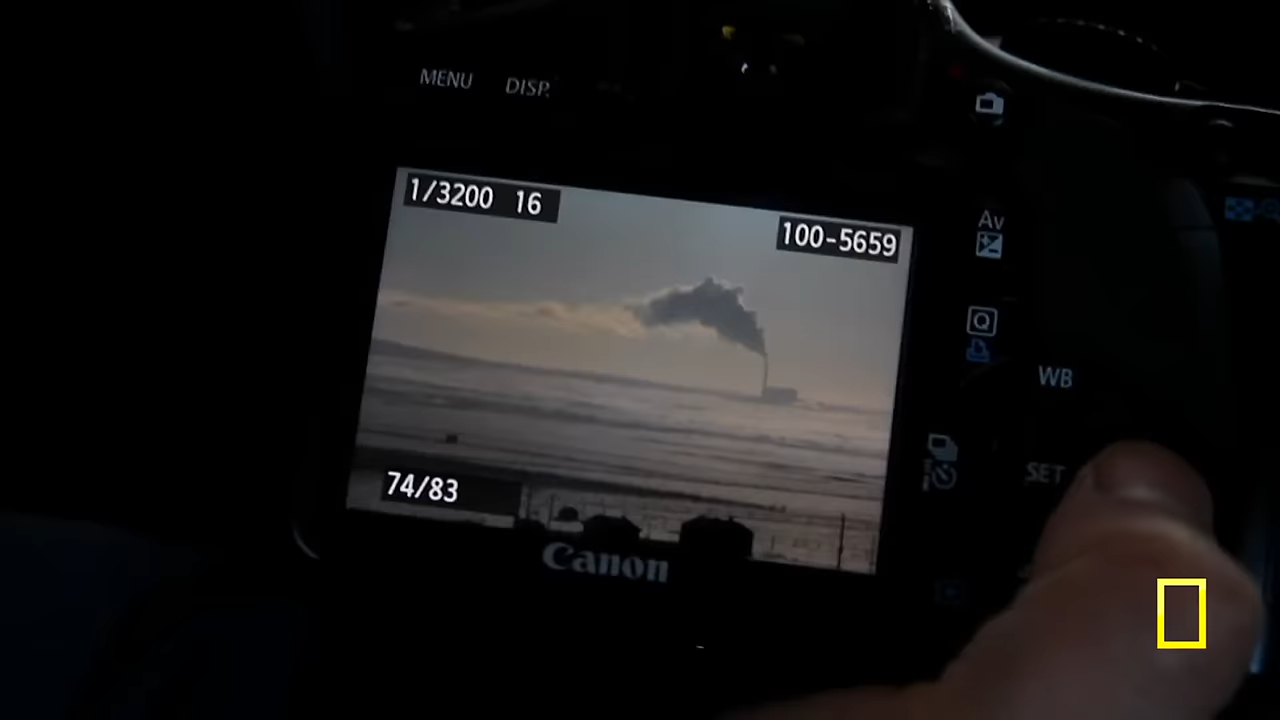 MENU DISP.
1/3200 16
100-5659
Av
Q
WB
SET
74/83
Canon